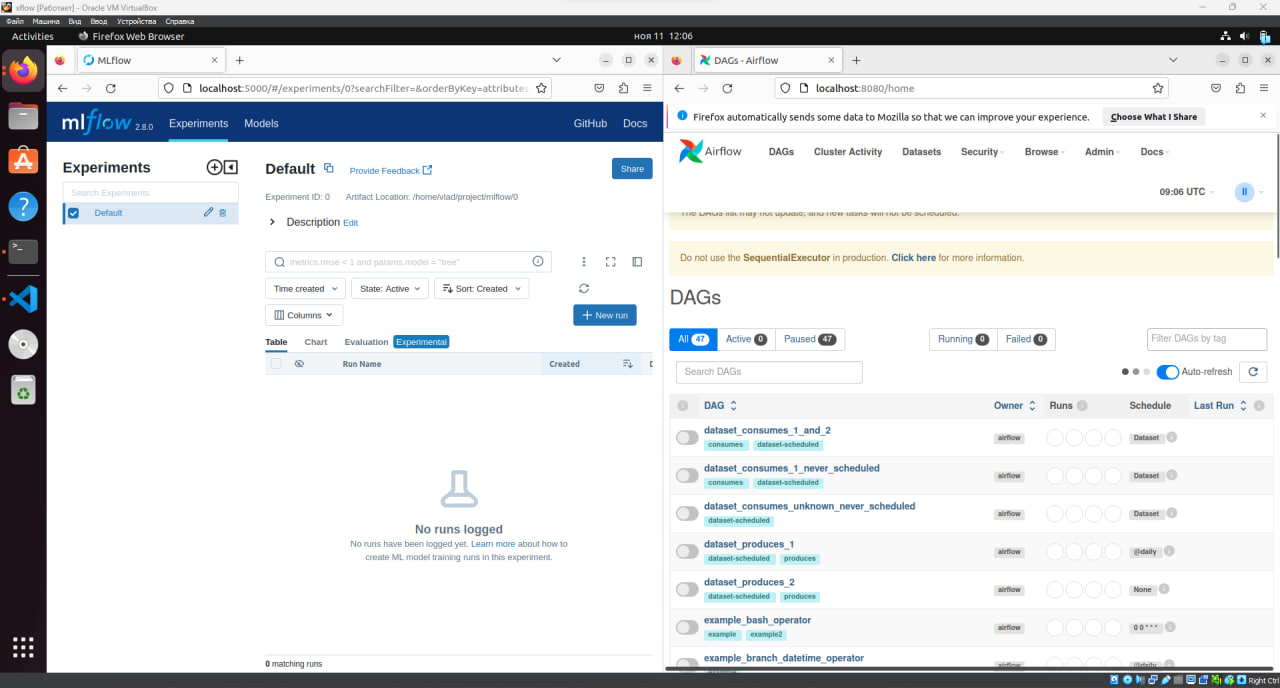 xflow [Работает] - Oracle VM VirtualBox
Файл Машина Вид Ввод Устройства Справка
Activities Firefox Web Browser ноя 11 12:06
MLflow
localhost:5000/#/experiments/0?searchFilter=&orderByKey=attributes.
mlflow 2.8.0 Experiments Models GitHub Docs
Experiments
Search Experiments
Default
Default Provide Feedback Share
Experiment ID: 0 Artifact Location: /home/vlad/project/mlflow/0
Description Edit
metrics.rmse < 1 and params.model = "tree"
Time created State: Active Sort: Created
Columns New run
Table Chart Evaluation Experimental
Run Name Created D
No runs logged
No runs have been logged yet. Learn more about how to
create ML model training runs in this experiment.
0 matching runs
DAGs - Airflow
localhost:8080/home
Firefox automatically sends some data to Mozilla so that we can improve your experience. Choose What I Share
Airflow DAGs Cluster Activity Datasets Security Browse Admin Docs
09:06 UTC II
The DAGs list may not update, and new tasks will not be scheduled.
Do not use the SequentialExecutor in production. Click here for more information.
DAGs
All 47 Active 0 Paused 47 Running 0 Failed 0 Filter DAGs by tag
Search DAGs Auto-refresh
DAG Owner Runs Schedule Last Run
dataset_consumes_1_and_2
consumes dataset-scheduled airflow Dataset
dataset_consumes_1_never_scheduled
consumes dataset-scheduled airflow Dataset
dataset_consumes_unknown_never_scheduled
dataset-scheduled airflow Dataset
dataset_produces_1
dataset-scheduled produces airflow @daily
dataset_produces_2
dataset-scheduled produces airflow None
example_bash_operator
example example2 airflow 0 0 * * *
example_branch_datetime_operator
airflow @daily
Right Ctrl